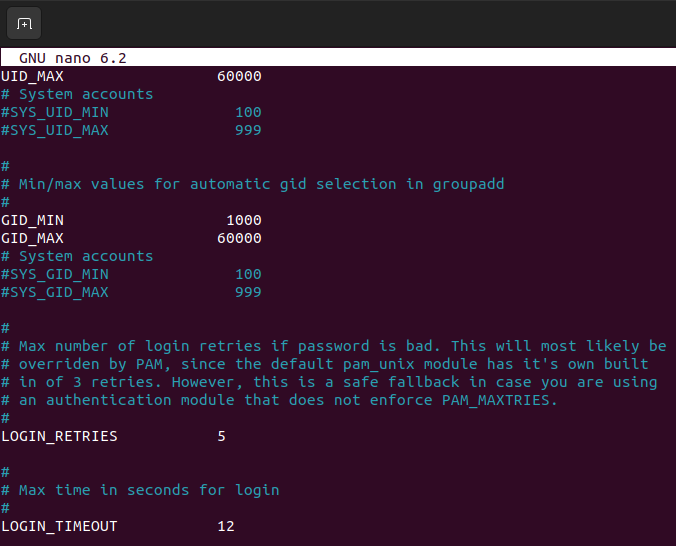 GNU nano 6.2
UID_MAX 60000
# System accounts
#SYS_UID_MIN 100
#SYS_UID_MAX 999
#
# Min/max values for automatic gid selection in groupadd
#
GID_MIN 1000
GID_MAX 60000
# System accounts
#SYS_GID_MIN 100
#SYS_GID_MAX 999
#
# Max number of login retries if password is bad. This will most likely be
# overriden by PAM, since the default pam_unix module has it's own built
# in of 3 retries. However, this is a safe fallback in case you are using
# an authentication module that does not enforce PAM_MAXTRIES.
#
LOGIN_RETRIES 5
#
# Max time in seconds for login
#
LOGIN_TIMEOUT 12